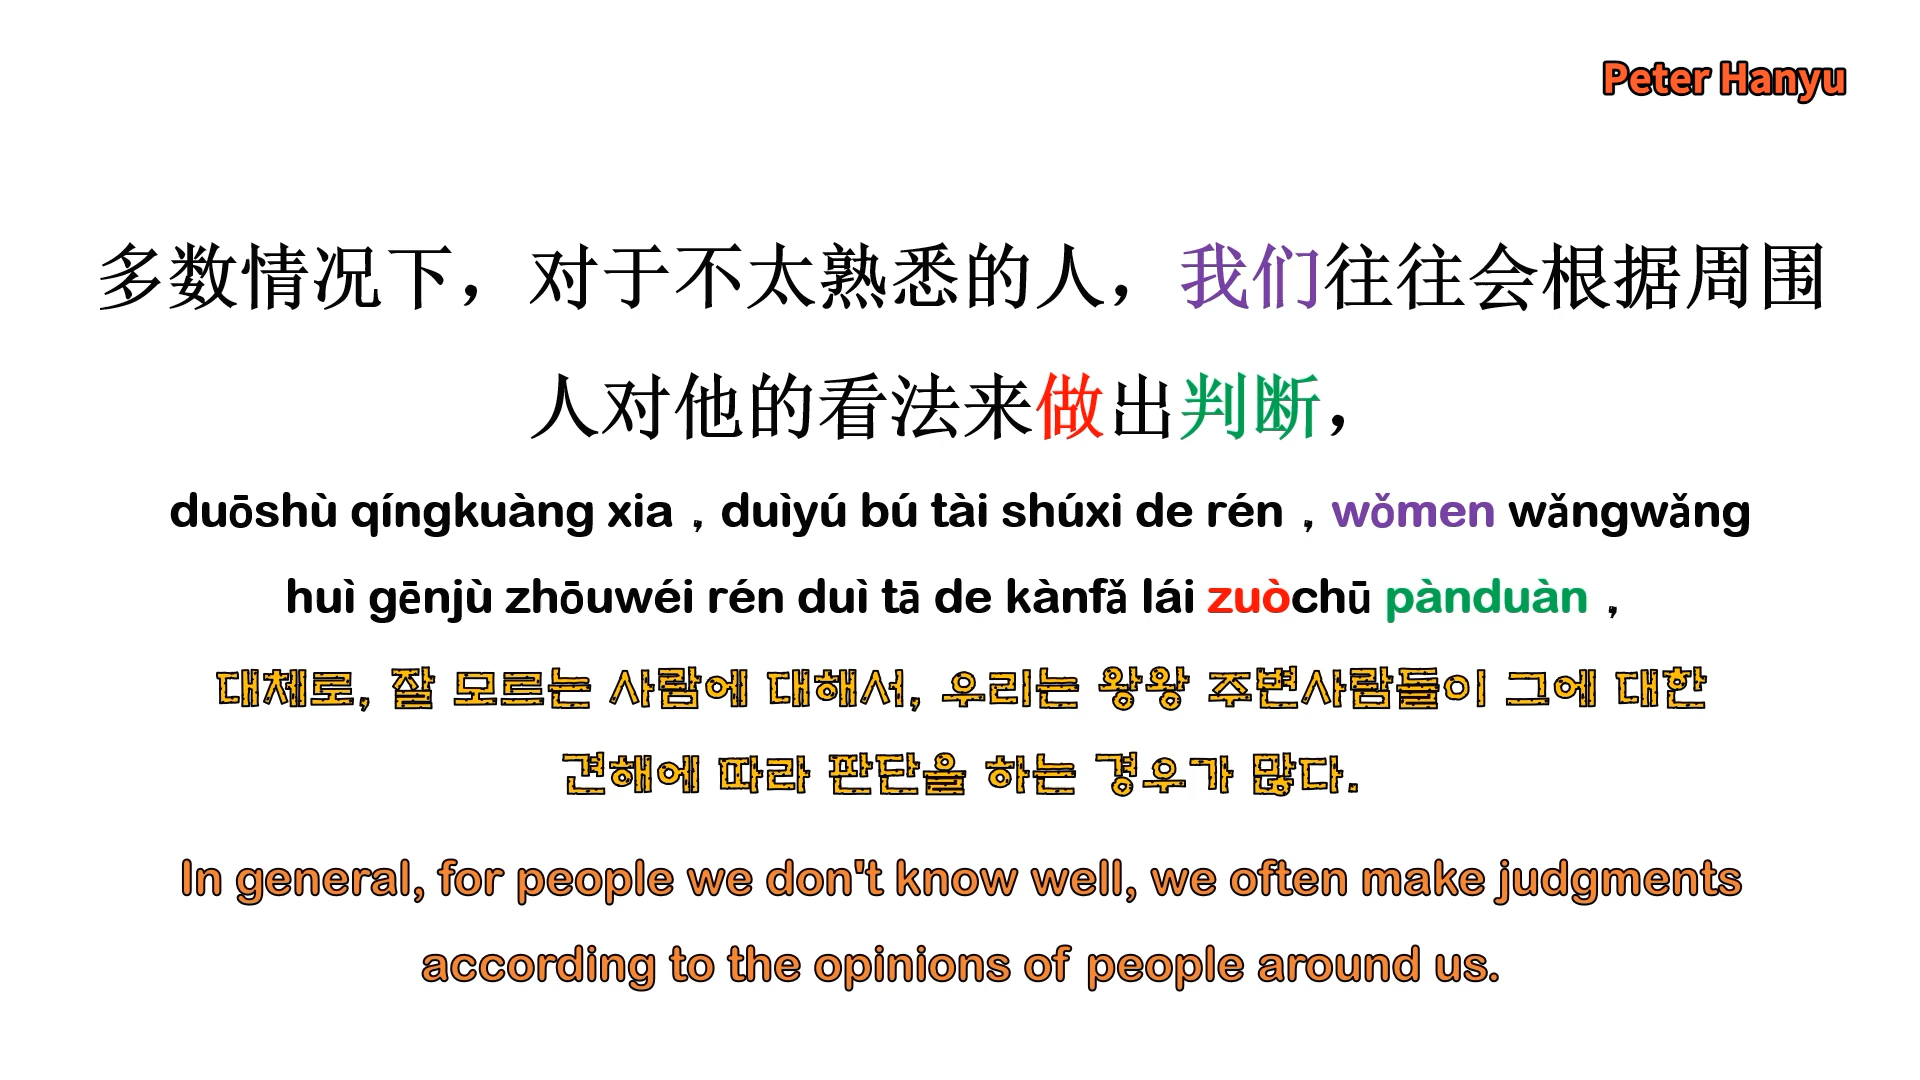 Peter Hanyu
多数情况下，对于不太熟悉的人，我们往往会根据周围
人对他的看法来做出判断，
duōshù qíngkuàng xia，duìyú bú tài shúxi de rén，wǒmen wǎngwǎng
huì gēnjù zhōuwéi rén duì tā de kànfǎ lái zuòchū pànduàn，
대체로, 잘 모르는 사람에 대해서, 우리는 왕왕 주변사람들이 그에 대한
견해에 따라 판단을 하는 경우가 많다.
In general, for people we don't know well, we often make judgments
according to the opinions of people around us.